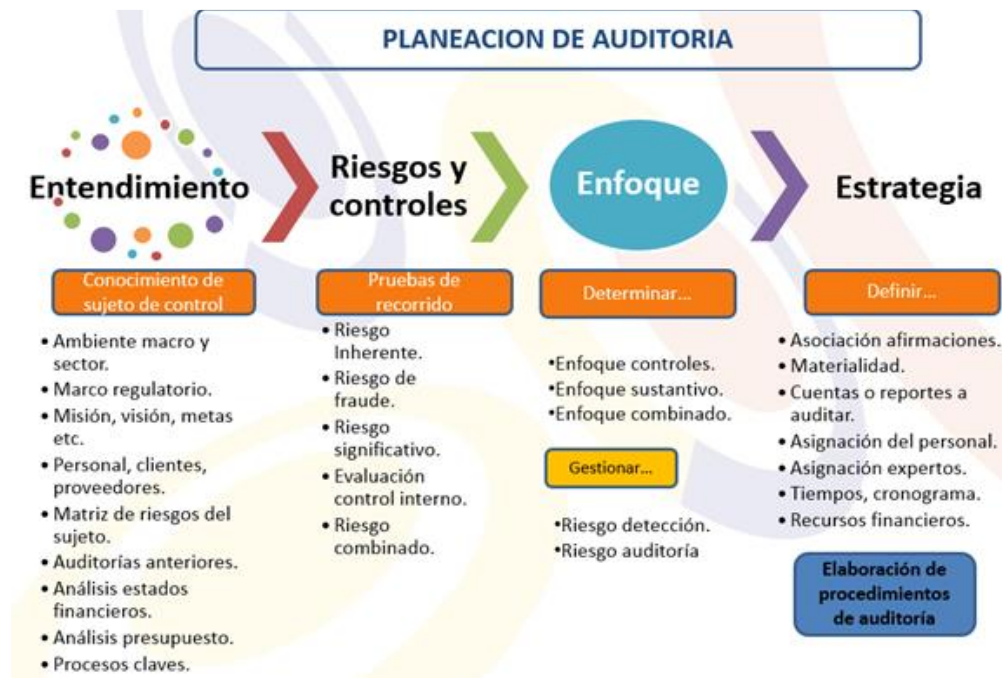 PLANEACION DE AUDITORIA
Entendimiento
Riesgos y
controles
Enfoque
Estrategia
Conocimiento de
sujeto de control
• Ambiente macro y
sector.
• Marco regulatorio.
• Misión, visión, metas
etc.
• Personal, clientes,
proveedores.
• Matriz de riesgos del
sujeto.
• Auditorías anteriores.
• Análisis estados
financieros.
• Análisis presupuesto.
• Procesos claves.
Pruebas de
recorrido
• Riesgo
Inherente.
• Riesgo de
fraude.
• Riesgo
significativo.
• Evaluación
control interno.
• Riesgo
combinado.
Determinar...
•Enfoque controles.
•Enfoque sustantivo.
•Enfoque combinado.
Gestionar...
•Riesgo detección.
•Riesgo auditoría
Definir...
• Asociación afirmaciones.
• Materialidad.
• Cuentas o reportes a
auditar.
• Asignación del personal.
• Asignación expertos.
• Tiempos, cronograma.
• Recursos financieros.
Elaboración de
procedimientos
de auditoría